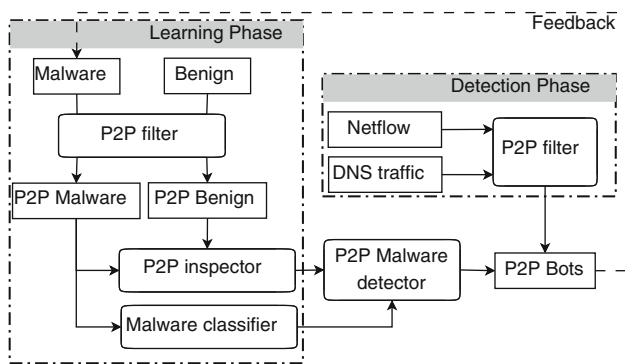 Feedback
Learning Phase
Malware
Benign
P2P filter
P2P Malware
P2P Benign
P2P inspector
Malware classifier
Detection Phase
Netflow
DNS traffic
P2P filter
P2P Malware
detector
P2P Bots